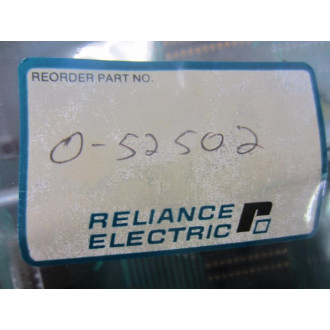 REORDER PART NO.
0-52502
RELIANCE
ELECTRIC